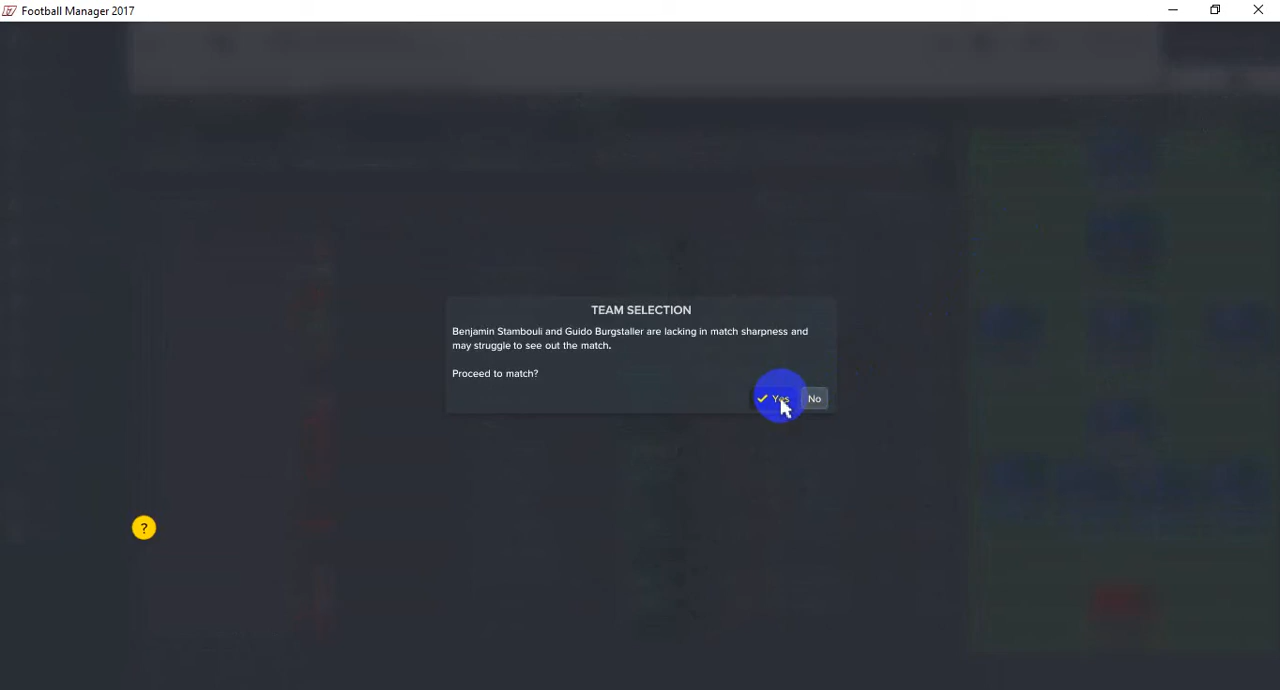 Football Manager 2017
TEAM SELECTION
Benjamin Stambouli and Guido Burgstaller are lacking in match sharpness and
may struggle to see out the match.
Proceed to match?
Yes No
?